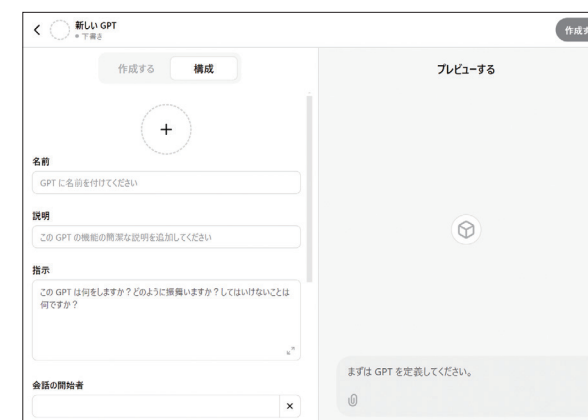 新しい GPT
下書き
作成す
作成する
構成
プレビューする
名前
GPT に名前を付けてください
説明
この GPT の機能の簡潔な説明を追加してください
指示
この GPT は何をしますか？どのように振舞いますか？してはいけないことは
何ですか？
会話の開始者
まずは GPT を定義してください。